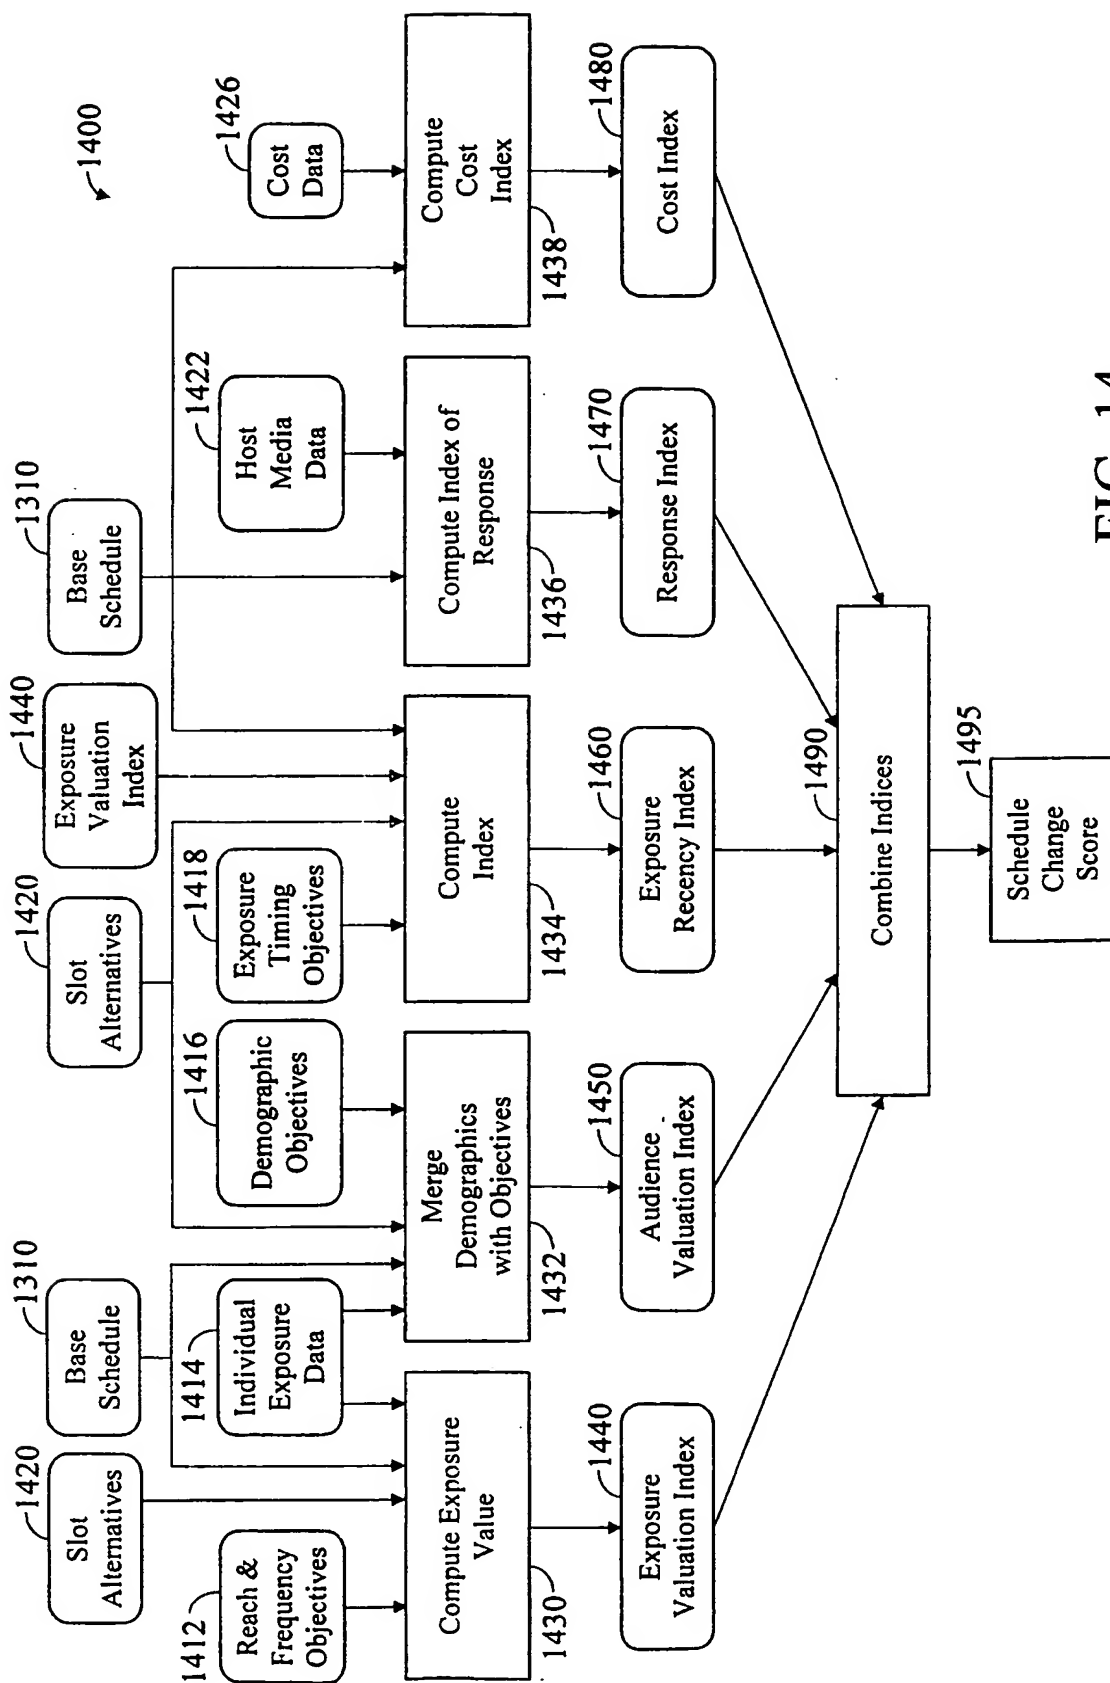 1420
Slot
Alternatives
1310
Base
Schedule
1420
Slot
Alternatives
1440
Exposure
Valuation
Index
1310
Base
Schedule
1400
1412
Reach &
Frequency
Objectives
1414
Individual
Exposure
Data
1416
Demographic
Objectives
1418
Exposure
Timing
Objectives
1422
Host
Media
Data
1426
Cost
Data
Compute Exposure
Value
1430
Merge
Demographics
with Objectives
1432
Compute
Index
1434
Compute Index of
Response
1436
Compute
Cost
Index
1438
1440
Exposure
Valuation Index
1450
Audience
Valuation Index
1460
Exposure
Recency Index
1470
Response Index
1480
Cost Index
1490
Combine Indices
1495
Schedule
Change
Score
FIG. 14